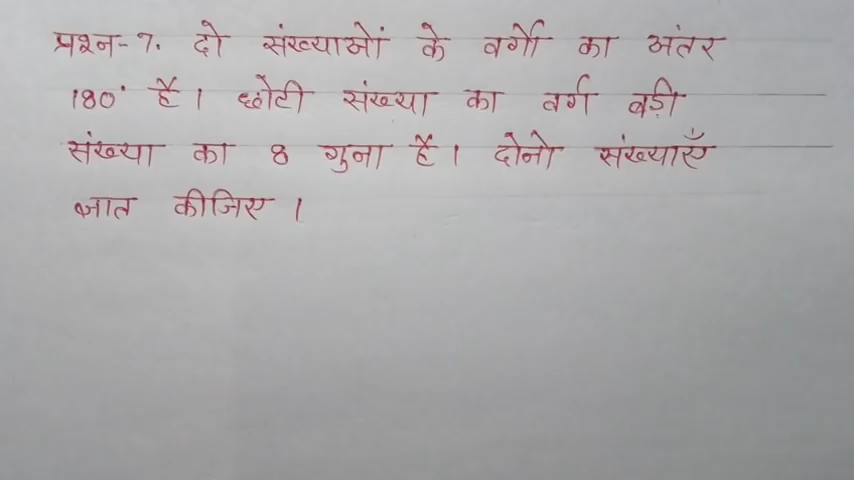 प्रश्न-7. दो संख्याओं के वर्गों का अंतर
180° है। छोटी संख्या का वर्ग बड़ी
संख्या का 8 गुना है। दोनो संख्याएँ
ज्ञात कीजिए।